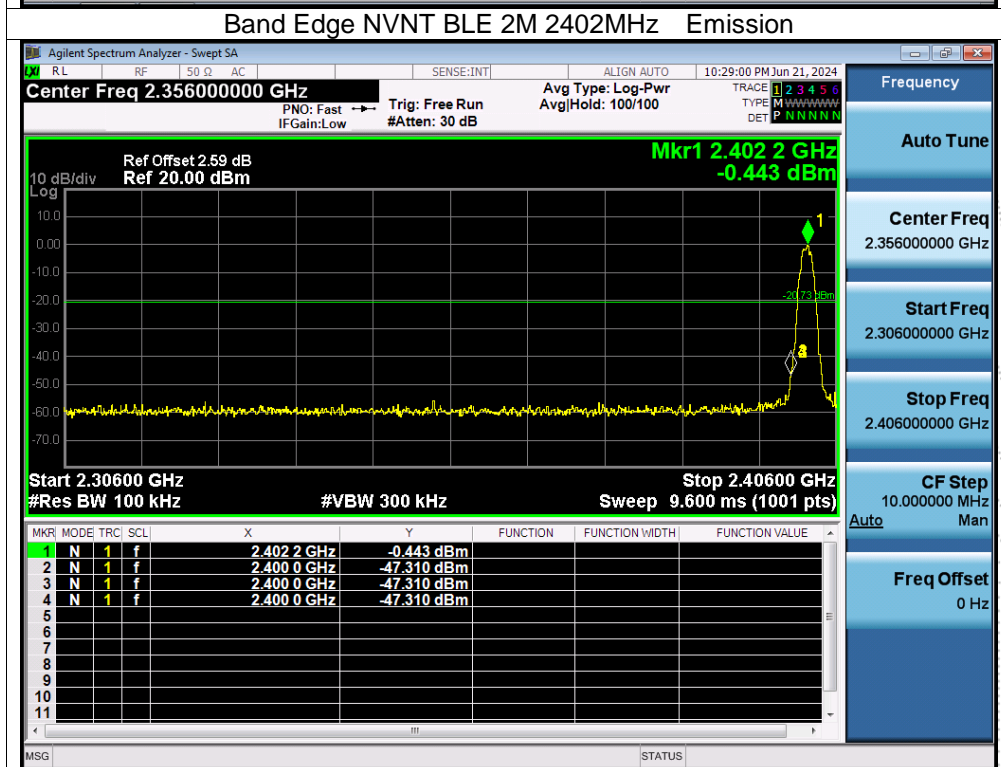 Band Edge NVNT BLE 2M 2402MHz Emission
Agilent Spectrum Analyzer - Swept SA
LXI RL RF 50 Ω AC SENSE:INT ALIGN AUTO 10:29:00 PM Jun 21, 2024
Center Freq 2.356000000 GHz
PNO: Fast
IFGain:Low
Trig: Free Run
#Atten: 30 dB
Avg Type: Log-Pwr
Avg|Hold: 100/100
TRACE 1 2 3 4 5 6
TYPE M WWWWW
DET P N N N N N
Ref Offset 2.59 dB
10 dB/div Ref 20.00 dBm
Log
Mkr1 2.402 2 GHz
-0.443 dBm
10.0
0.00
-10.0
-20.0
-30.0
-40.0
-50.0
-60.0
-70.0
1
-20.73 dBm
Start 2.30600 GHz Stop 2.40600 GHz
#Res BW 100 kHz #VBW 300 kHz Sweep 9.600 ms (1001 pts)
MKR MODE TRC SCL X Y FUNCTION FUNCTION WIDTH FUNCTION VALUE
1 N 1 f 2.402 2 GHz -0.443 dBm
2 N 1 f 2.400 0 GHz -47.310 dBm
3 N 1 f 2.400 0 GHz -47.310 dBm
4 N 1 f 2.400 0 GHz -47.310 dBm
5
6
7
8
9
10
11
MSG STATUS
Frequency
Auto Tune
Center Freq
2.356000000 GHz
Start Freq
2.306000000 GHz
Stop Freq
2.406000000 GHz
CF Step
10.000000 MHz
Auto Man
Freq Offset
0 Hz